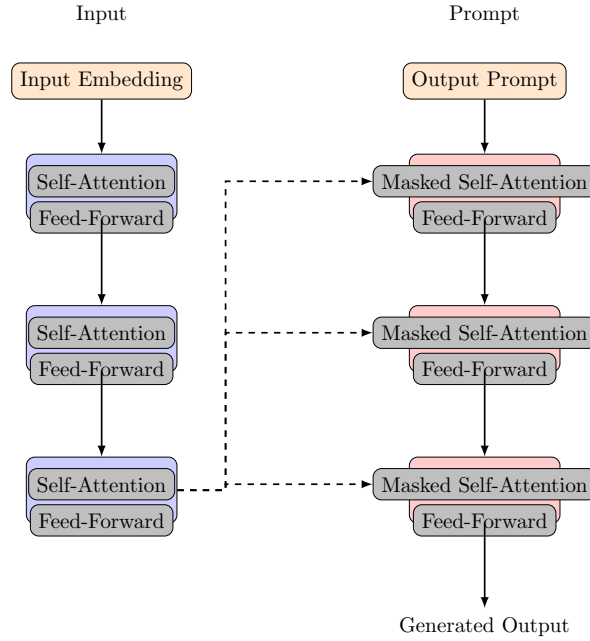 Input
Prompt
Input Embedding
Output Prompt
Self-Attention
Masked Self-Attention
Feed-Forward
Feed-Forward
Self-Attention
Masked Self-Attention
Feed-Forward
Feed-Forward
Self-Attention
Masked Self-Attention
Feed-Forward
Feed-Forward
Generated Output